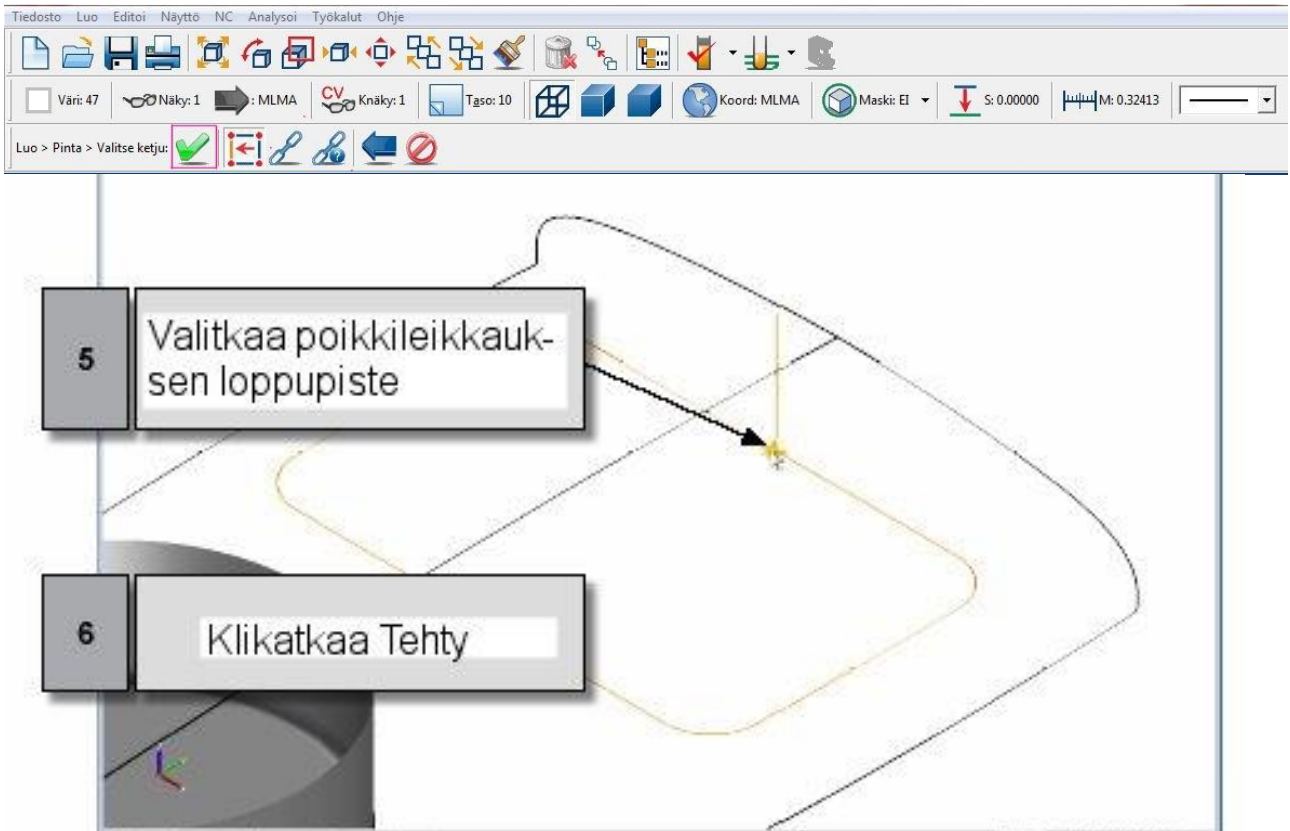 Tiedosto Luo Editoi Näyttö NC Analysoi Työkalut Ohje
Väri: 47 Näky: 1 : MLMA CV Knäky: 1 Taso: 10 Koord: MLMA Maski: EI S: 0.00000 M: 0.32413
Luo > Pinta > Valitse ketju:
5 Valitkaa poikkileikkauk-
sen loppupiste
6 Klikatkaa Tehty